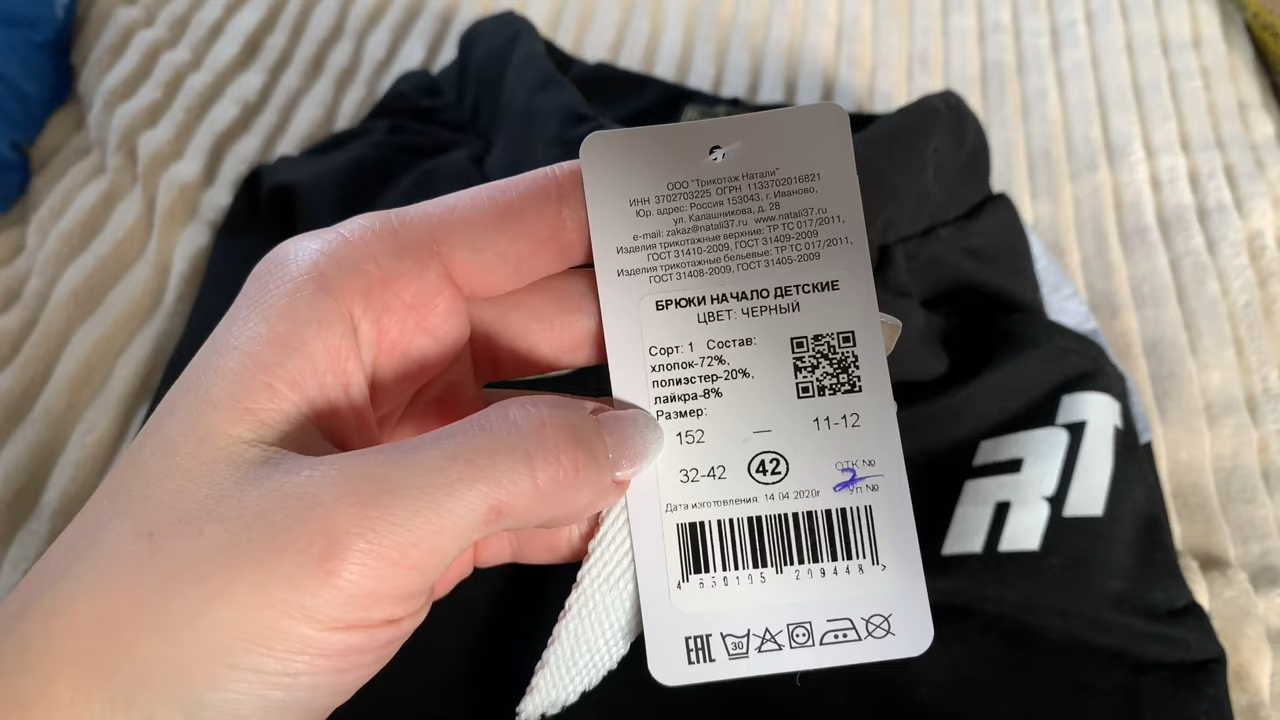 ООО "Трикотаж Натали"
ИНН 3702703225 ОГРН 1133702016821
Юр. адрес: Россия 153043, г. Иваново,
ул. Калашникова, д. 28
e-mail: zakaz@natali37.ru www.natali37.ru
Изделия трикотажные верхние: ТР ТС 017/2011,
ГОСТ 31410-2009, ГОСТ 31409-2009
Изделия трикотажные бельевые: ТР ТС 017/2011,
ГОСТ 31408-2009, ГОСТ 31405-2009
БРЮКИ НАЧАЛО ДЕТСКИЕ
ЦВЕТ: ЧЕРНЫЙ
Сорт: 1 Состав:
хлопок-72%,
полиэстер-20%,
лайкра-8%
Размер:
152 — 11-12
32-42 42 ОТК №
Уп №
Дата изготовления. 14.04.2020г
4 650195 209448 >
EAC 30
RT